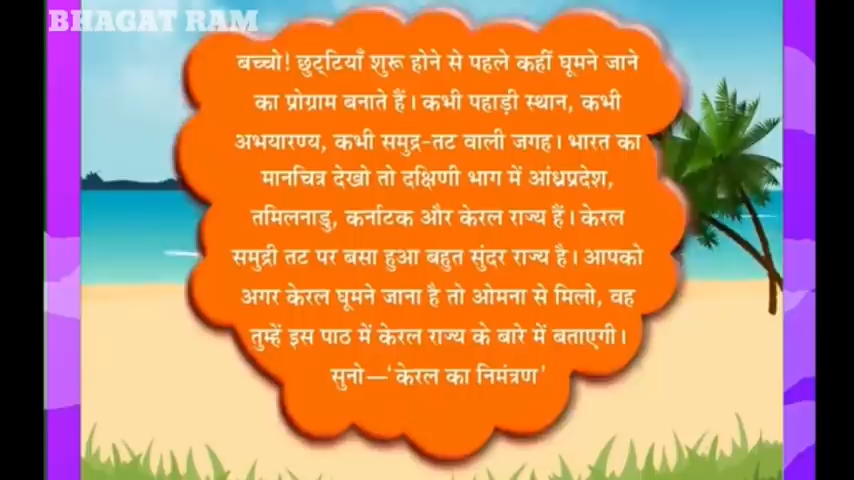 BHAGAT RAM
बच्चो! छुट्टियाँ शुरू होने से पहले कहीं घूमने जाने
का प्रोग्राम बनाते हैं। कभी पहाड़ी स्थान, कभी
अभयारण्य, कभी समुद्र-तट वाली जगह। भारत का
मानचित्र देखो तो दक्षिणी भाग में आंध्रप्रदेश,
तमिलनाडु, कर्नाटक और केरल राज्य हैं। केरल
समुद्री तट पर बसा हुआ बहुत सुंदर राज्य है। आपको
अगर केरल घूमने जाना है तो ओमना से मिलो, वह
तुम्हें इस पाठ में केरल राज्य के बारे में बताएगी।
सुनो—'केरल का निमंत्रण'